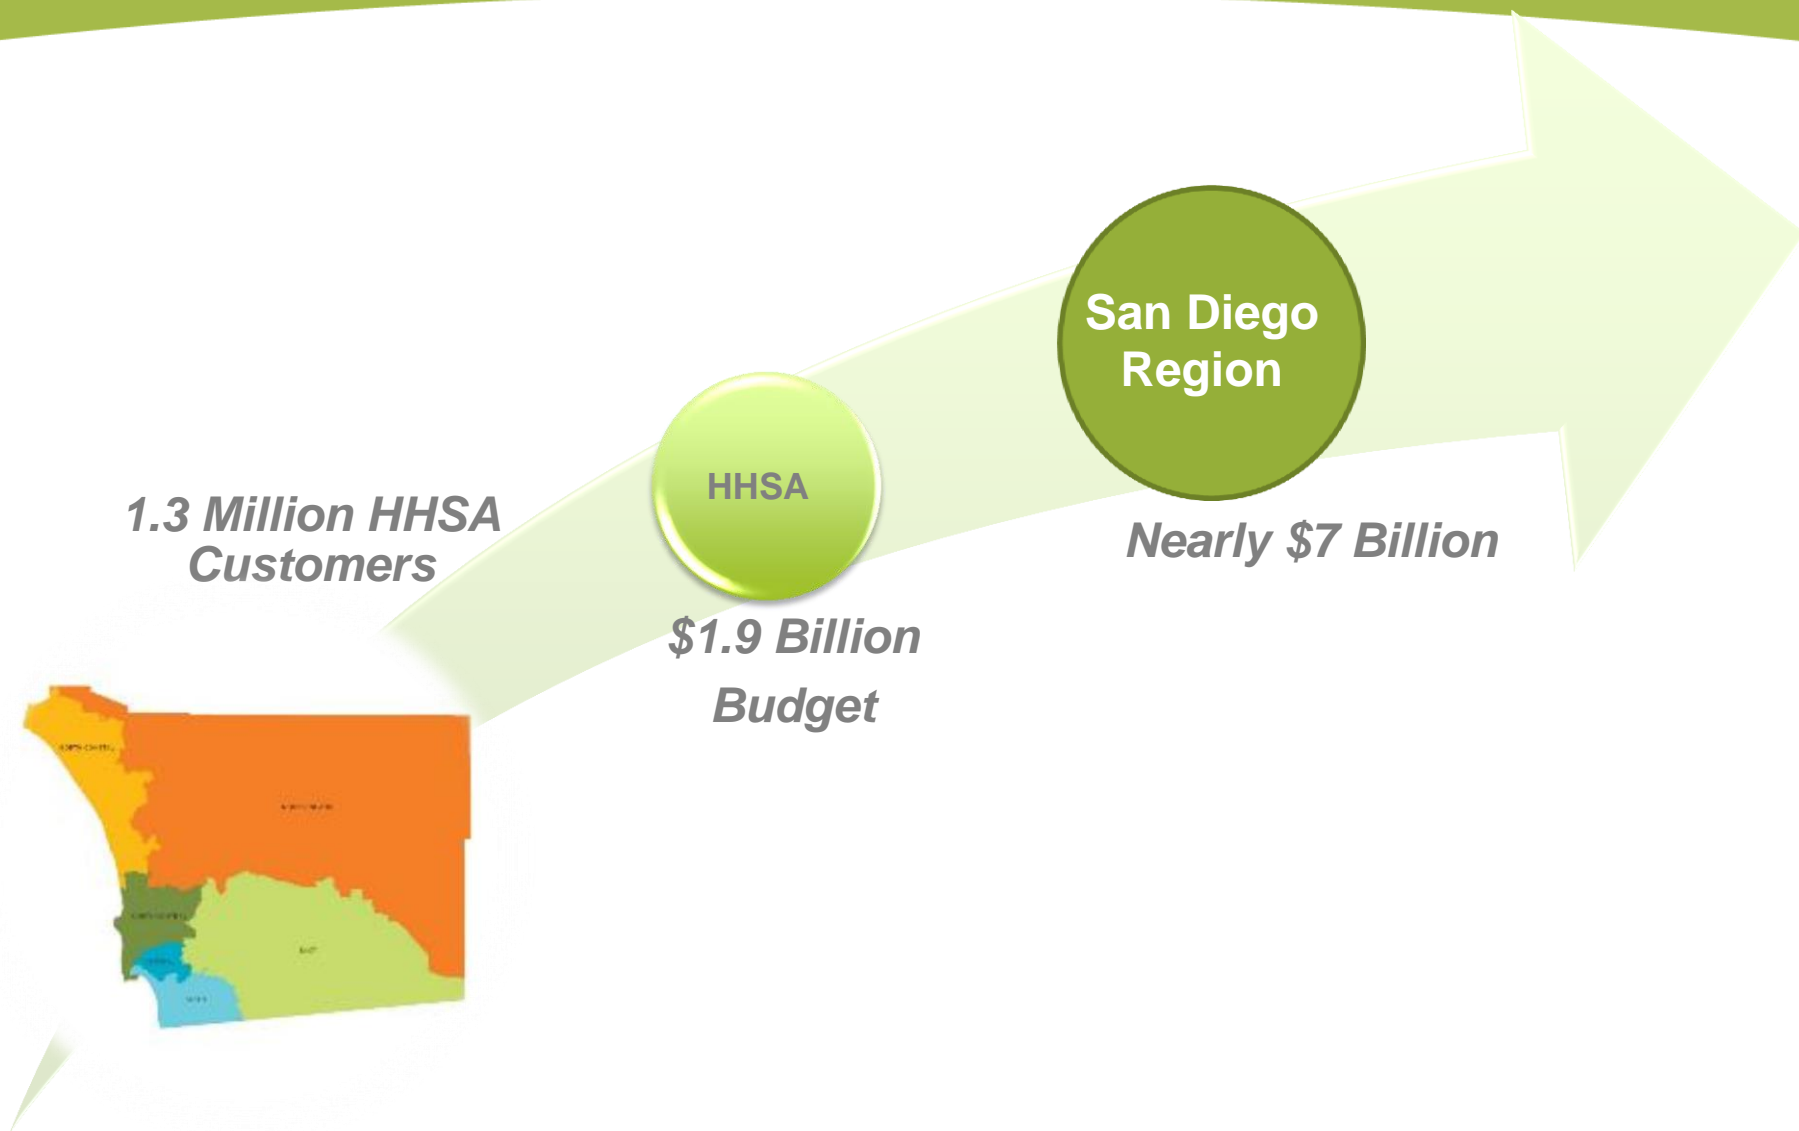 San Diego
Region
HHSA
1.3 Million HHSA
Customers
Nearly $7 Billion
$1.9 Billion
Budget